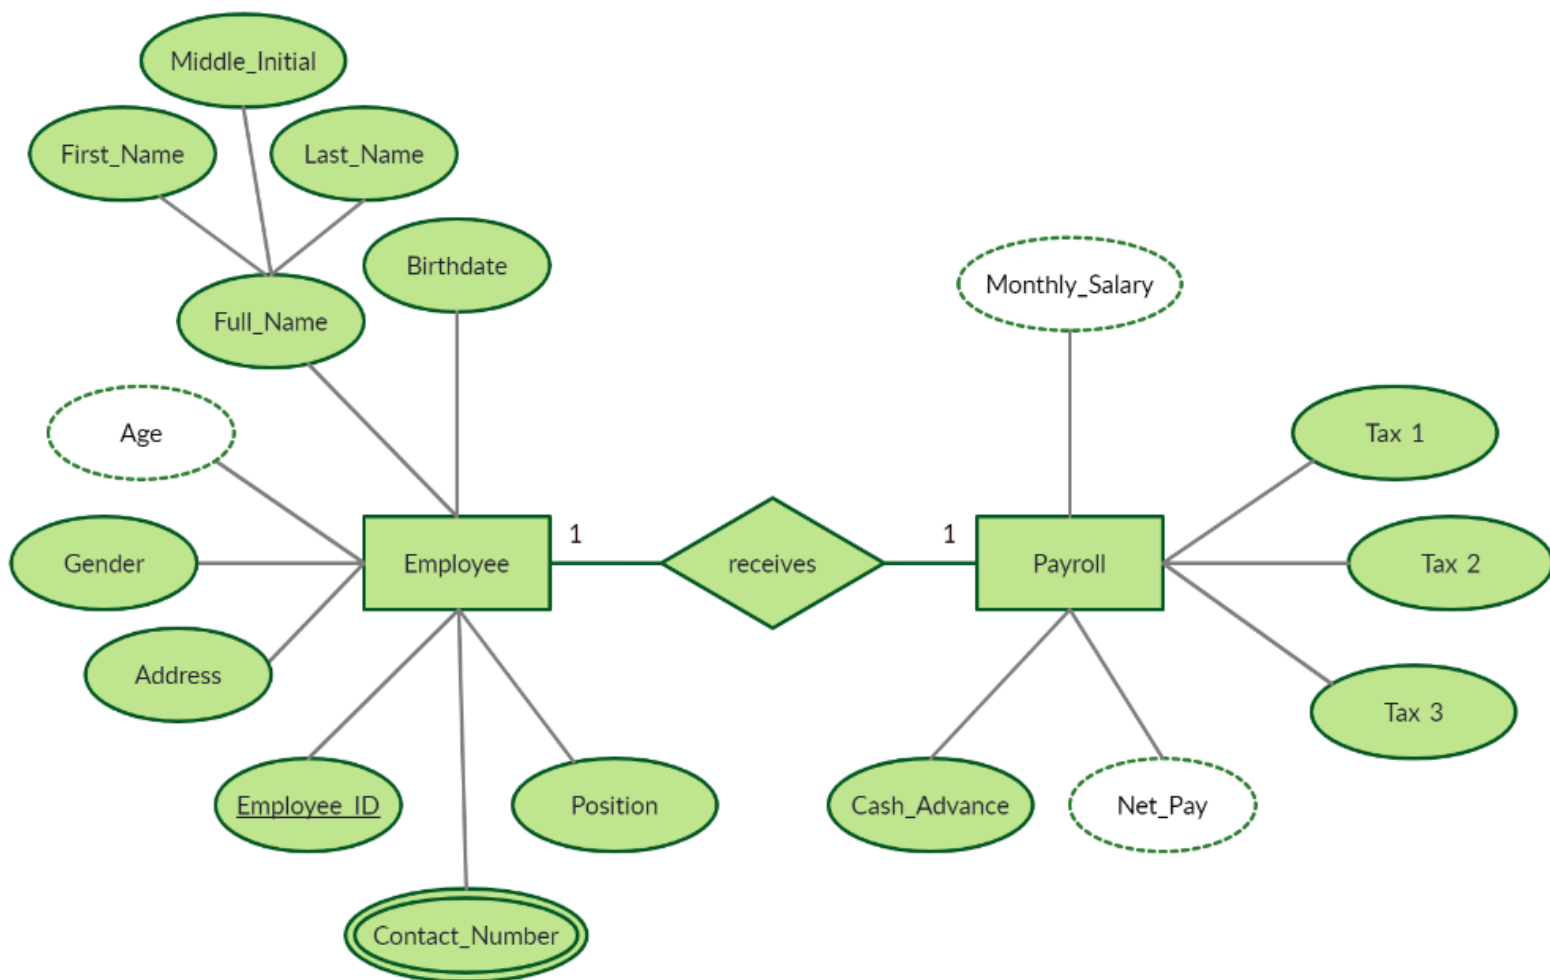 Middle_Initial
First_Name
Last_Name
Birthdate
Monthly_Salary
Full_Name
Age
Tax 1
1
1
Gender
Employee
receives
Payroll
Tax 2
Address
Tax 3
Employee_ID
Position
Cash_Advance
Net_Pay
Contact_Number